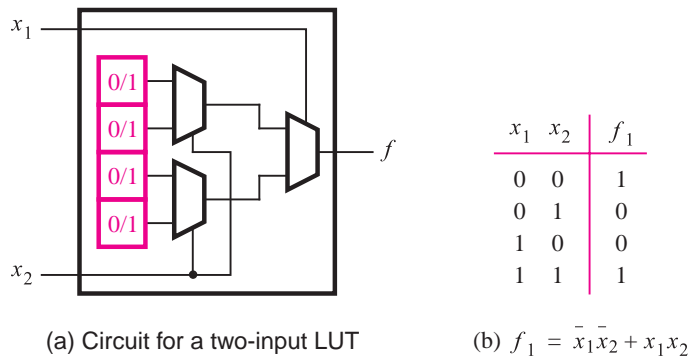 x₁
0/1
0/1
0/1
0/1
f
x₂
(a) Circuit for a two-input LUT
x₁ x₂ f₁
0 0 1
0 1 0
1 0 0
1 1 1
(b) f₁ = x̄₁x̄₂ + x₁x₂